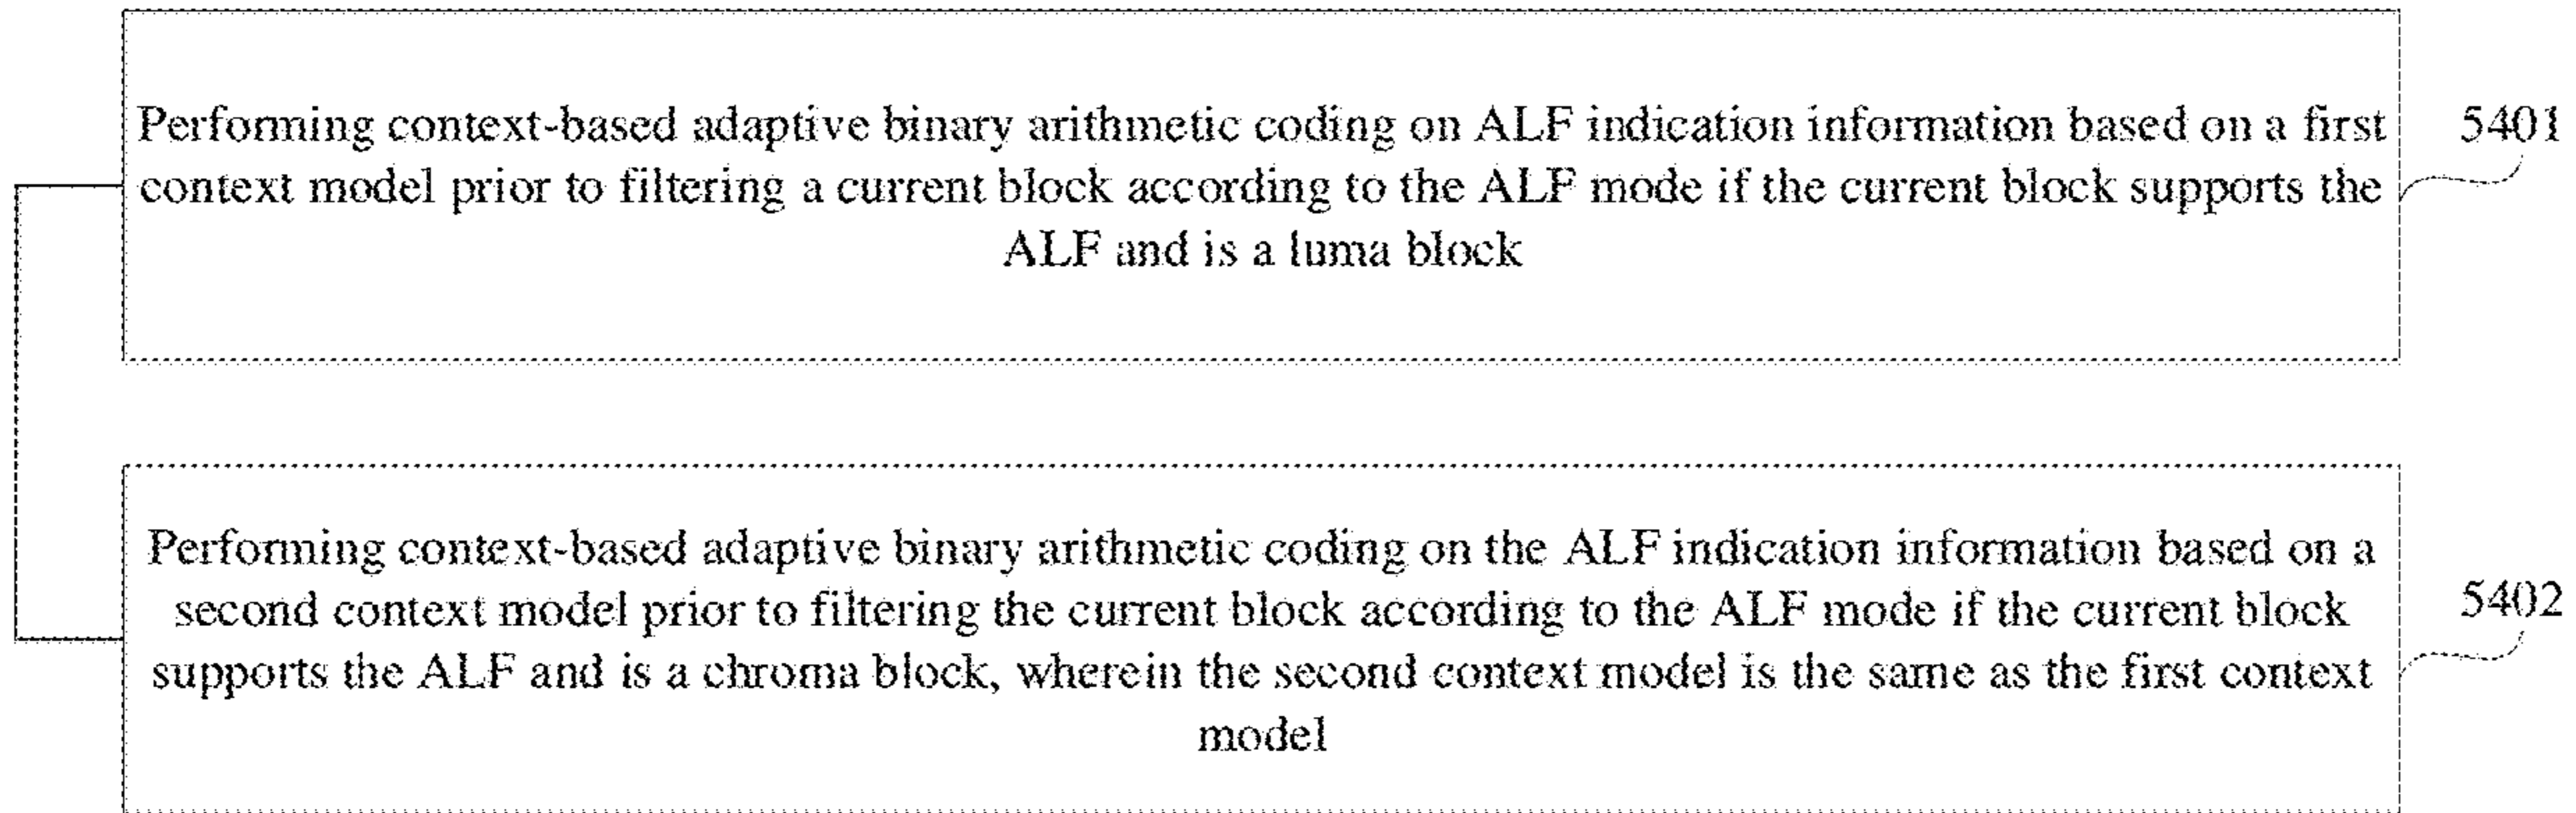 Performing context-based adaptive binary arithmetic coding on ALF indication information based on a first
context model prior to filtering a current block according to the ALF mode if the current block supports the
ALF and is a luma block
5401
Performing context-based adaptive binary arithmetic coding on the ALF indication information based on a
second context model prior to filtering the current block according to the ALF mode if the current block
supports the ALF and is a chroma block, wherein the second context model is the same as the first context
model
5402